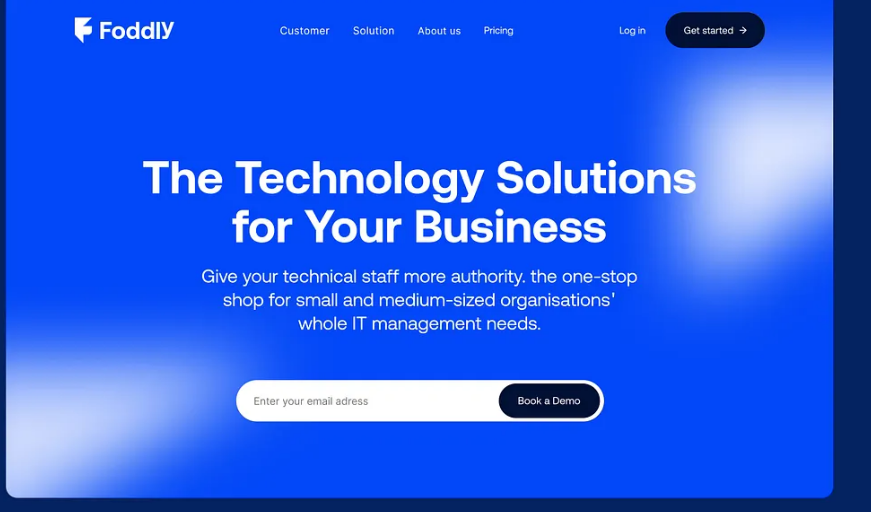 Foddly
Customer Solution About us Pricing
Log in
Get started →
The Technology Solutions
for Your Business
Give your technical staff more authority. the one-stop
shop for small and medium-sized organisations'
whole IT management needs.
Enter your email adress
Book a Demo